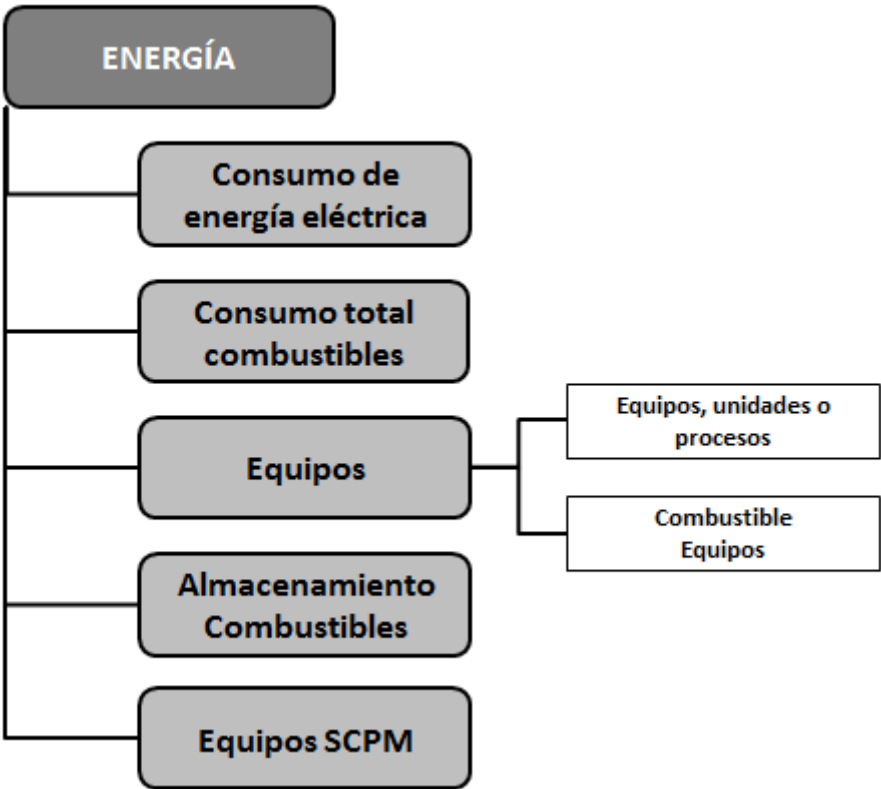 ENERGÍA
Consumo de
energía eléctrica
Consumo total
combustibles
Equipos
Equipos, unidades o
procesos
Combustible
Equipos
Almacenamiento
Combustibles
Equipos SCPM